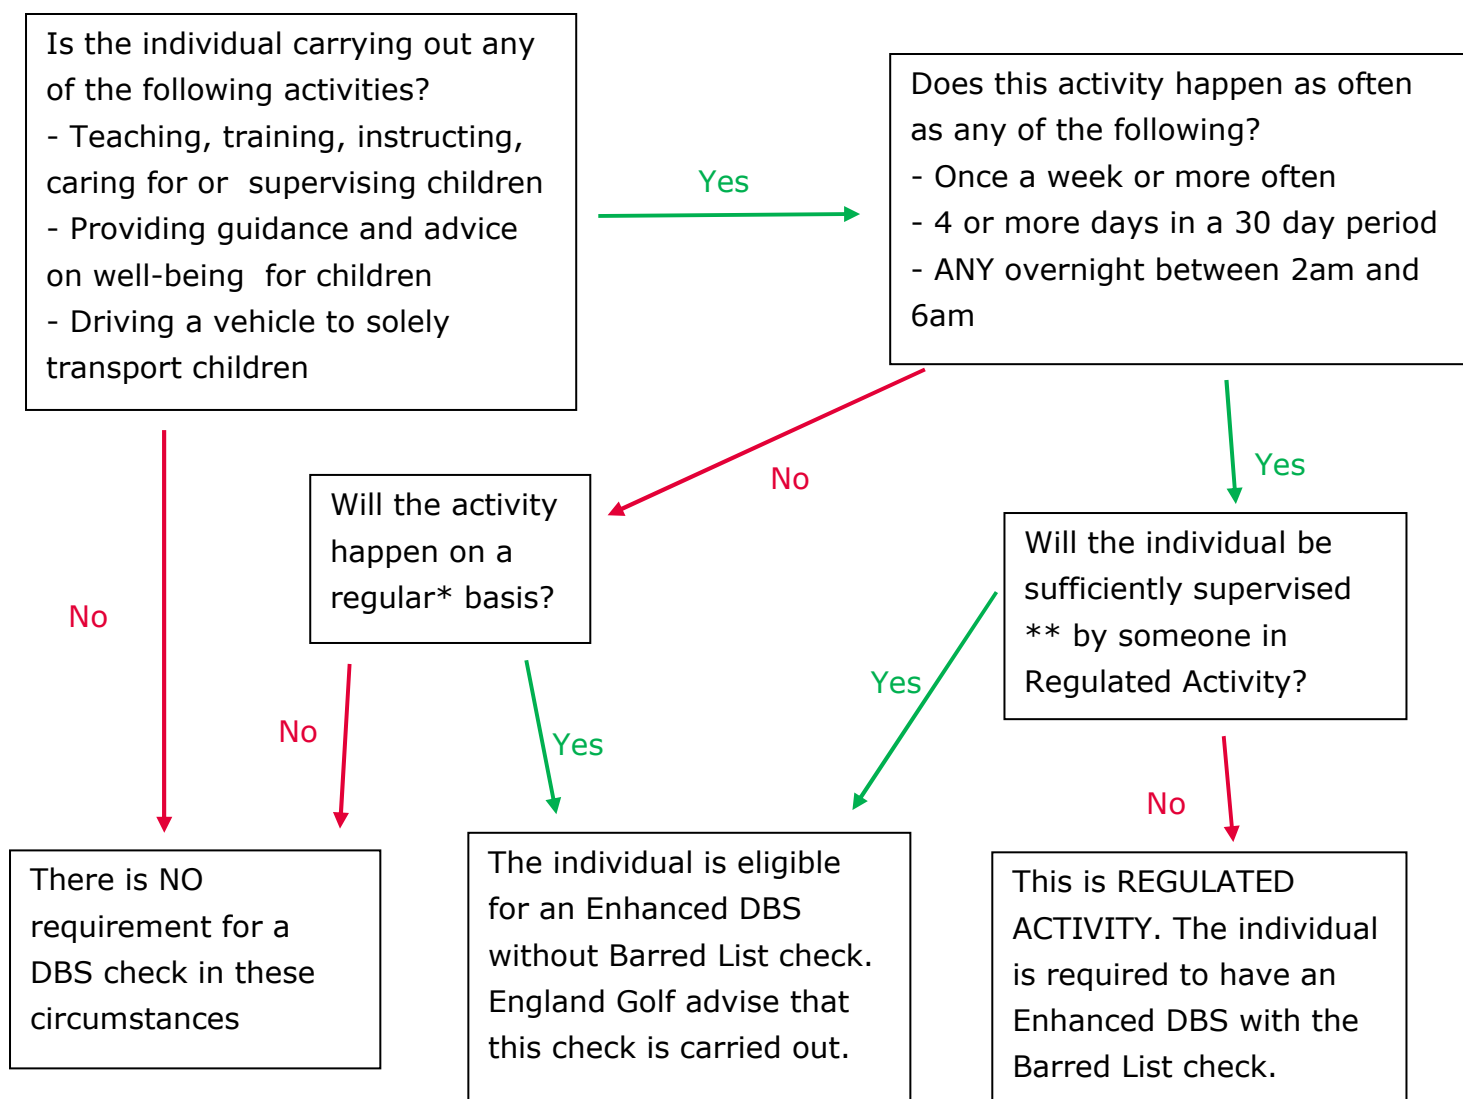 Is the individual carrying out any
of the following activities?
- Teaching, training, instructing,
caring for or  supervising children
- Providing guidance and advice
on well-being  for children
- Driving a vehicle to solely
transport children
Yes
Does this activity happen as often
as any of the following?
- Once a week or more often
- 4 or more days in a 30 day period
- ANY overnight between 2am and
6am
No
Yes
Will the activity
happen on a
regular* basis?
Will the individual be
sufficiently supervised
** by someone in
Regulated Activity?
No
No
Yes
Yes
No
There is NO
requirement for a
DBS check in these
circumstances
The individual is eligible
for an Enhanced DBS
without Barred List check.
England Golf advise that
this check is carried out.
This is REGULATED
ACTIVITY. The individual
is required to have an
Enhanced DBS with the
Barred List check.